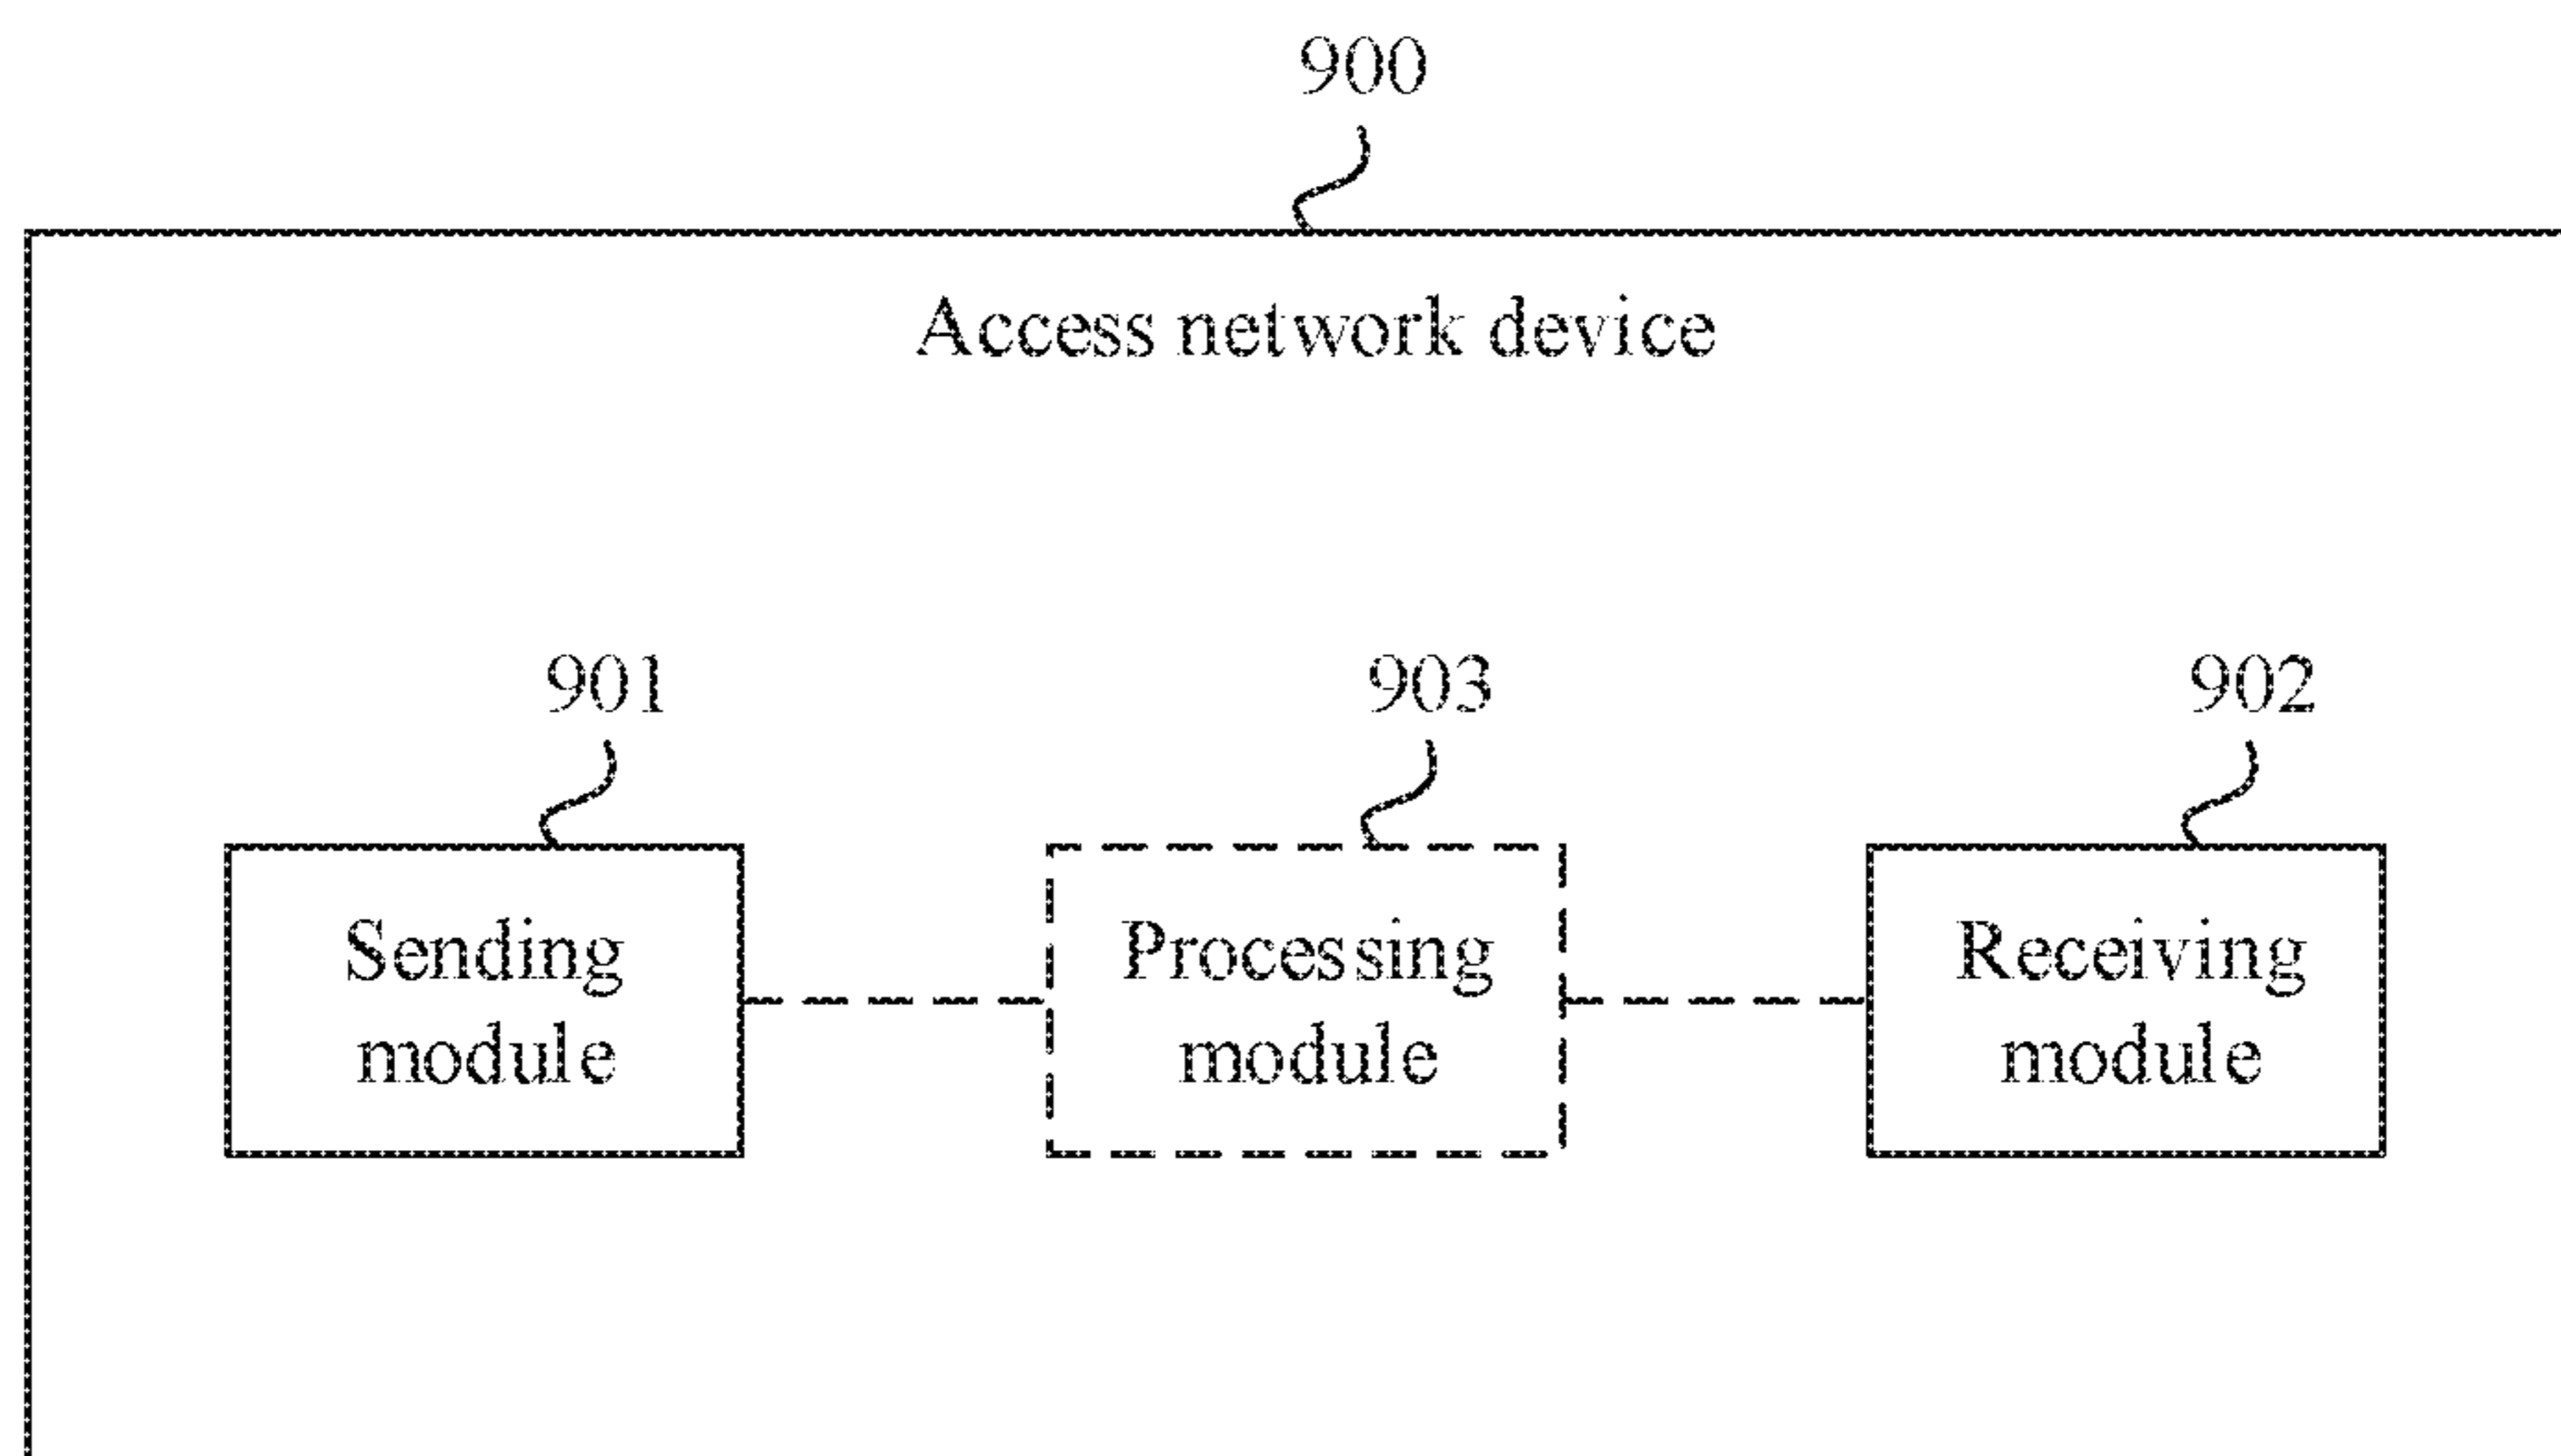 900
Access network device
901
903
902
Sending
module
Processing
module
Receiving
module